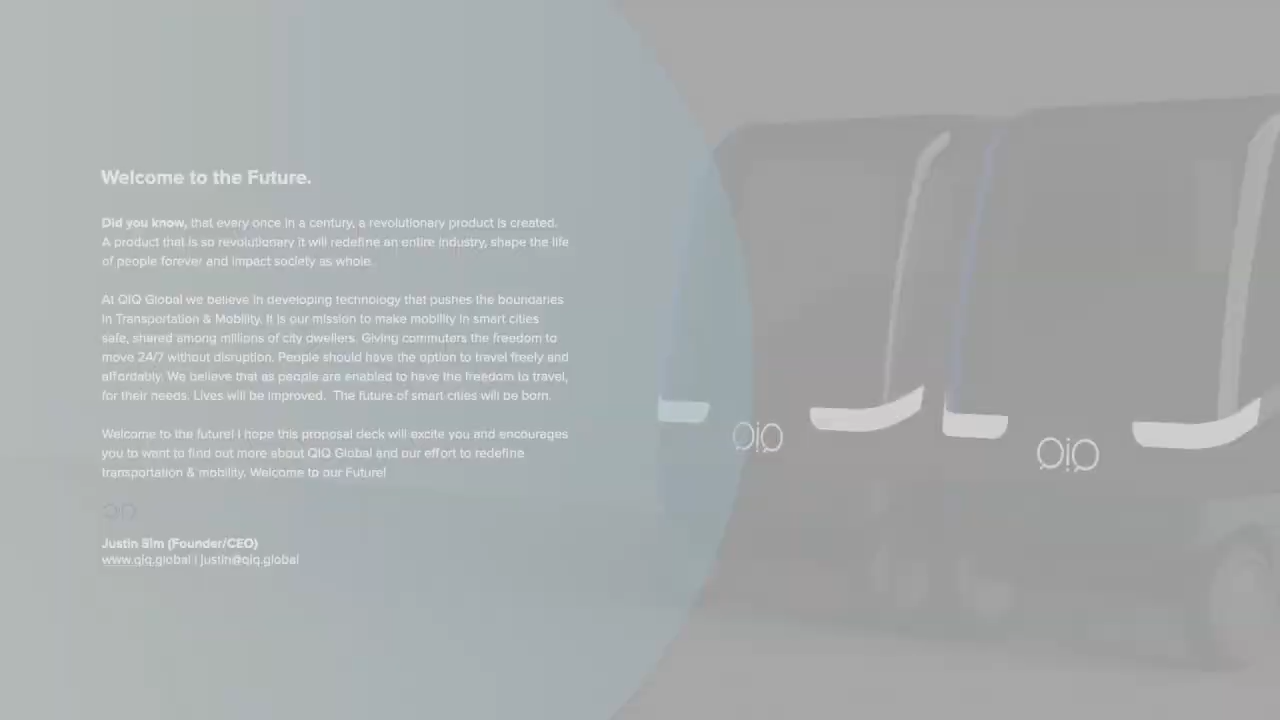 Welcome to the Future.
Did you know, that every once in a century, a revolutionary product is created.
A product that is so revolutionary it will redefine an entire industry, shape the life
of people forever and impact society as whole.
At QIQ Global we believe in developing technology that pushes the boundaries
in Transportation & Mobility. It is our mission to make mobility in smart cities
safe, shared among millions of city dwellers. Giving commuters the freedom to
move 24/7 without disruption. People should have the option to travel freely and
affordably. We believe that as people are enabled to have the freedom to travel,
for their needs. Lives will be improved. The future of smart cities will be born.
Welcome to the future! I hope this proposal deck will excite you and encourages
you to want to find out more about QIQ Global and our effort to redefine
transportation & mobility. Welcome to our Future!
QIQ
Justin Sim (Founder/CEO)
www.qiq.global | justin@qiq.global
QIQ
QIQ